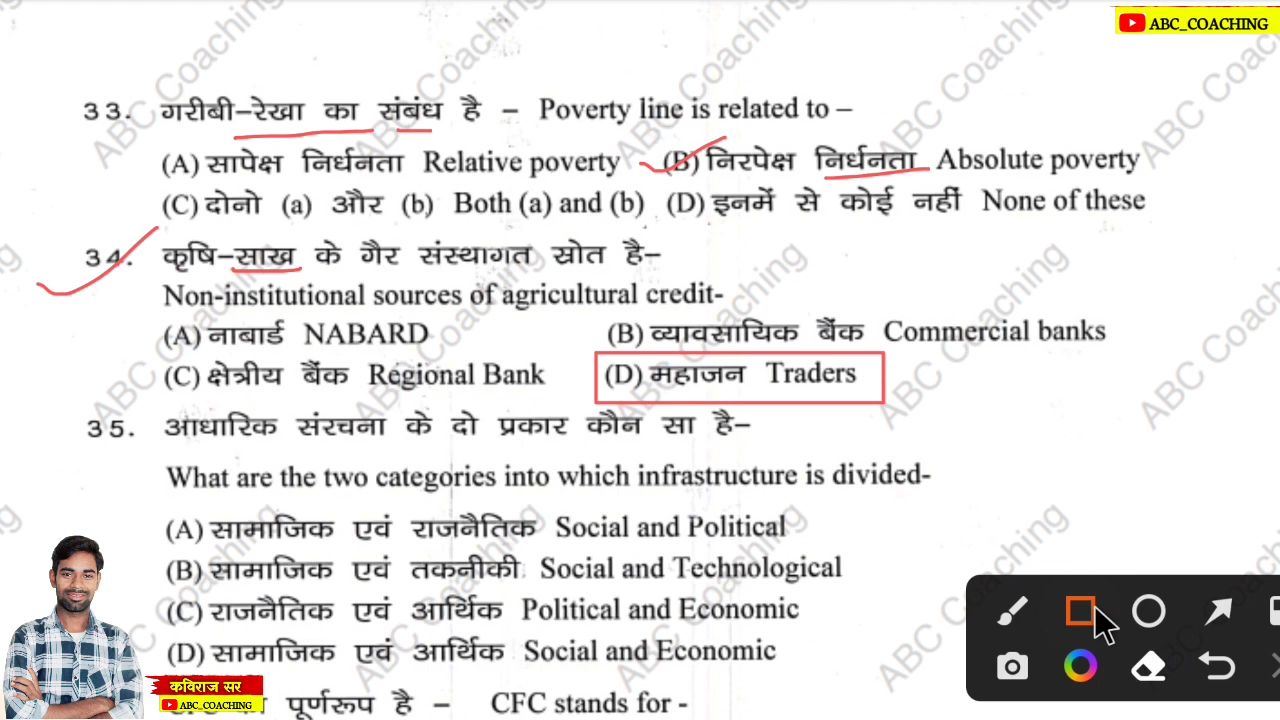 ABC_COACHING
33. गरीबी–रेखा का संबंध है – Poverty line is related to –
(A) सापेक्ष निर्धनता Relative poverty (B) निरपेक्ष निर्धनता Absolute poverty
(C) दोनो (a) और (b) Both (a) and (b) (D) इनमें से कोई नहीं None of these
34. कृषि–साख के गैर संस्थागत स्रोत है–
Non-institutional sources of agricultural credit-
(A) नाबार्ड NABARD (B) व्यावसायिक बैंक Commercial banks
(C) क्षेत्रीय बैंक Regional Bank (D) महाजन Traders
35. आधारिक संरचना के दो प्रकार कौन सा है–
What are the two categories into which infrastructure is divided-
(A) सामाजिक एवं राजनैतिक Social and Political
(B) सामाजिक एवं तकनीकी Social and Technological
(C) राजनैतिक एवं आर्थिक Political and Economic
(D) सामाजिक एवं आर्थिक Social and Economic
पूर्णरूप है – CFC stands for -
कविराज सर
ABC_COACHING
ABC Coaching